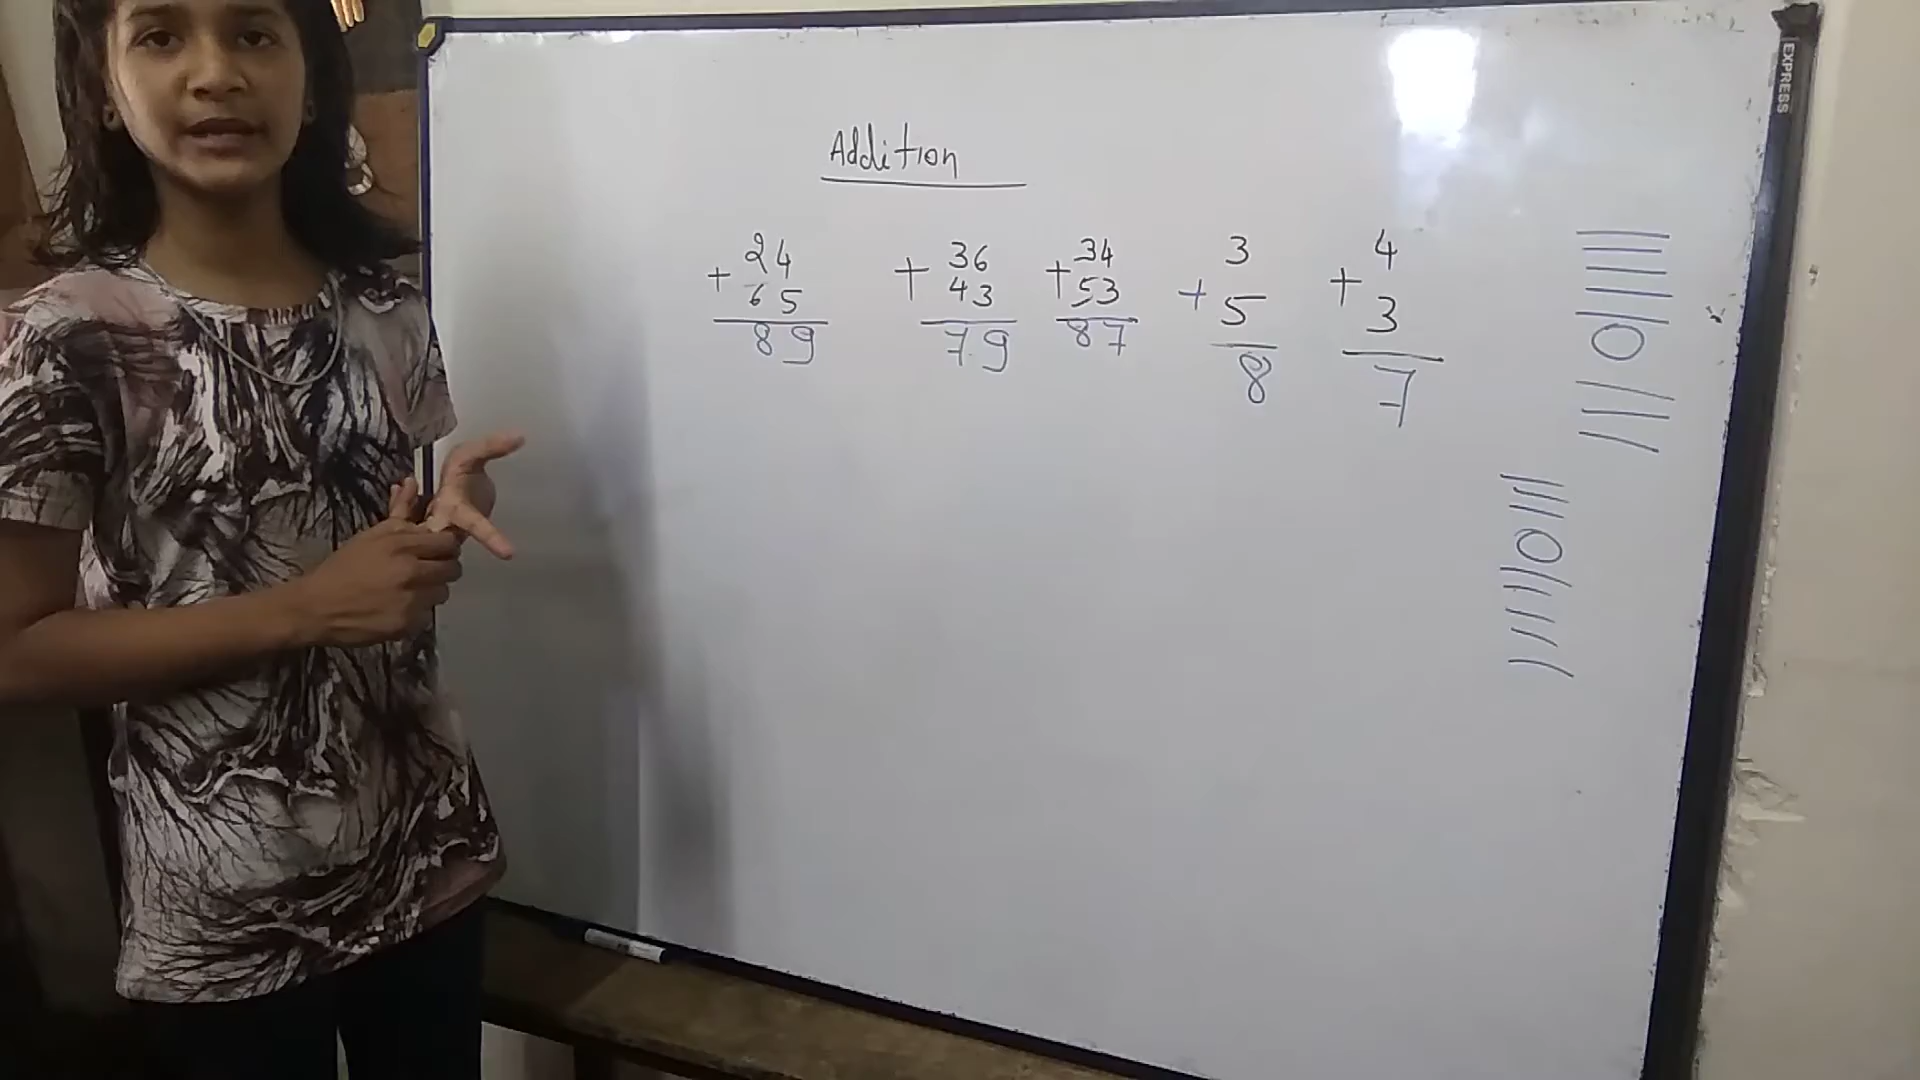 Addition
24 36 34 3 4
+ 65 + 43 + 53 + 5 + 3
89 79 87 8 7
EXPRESS